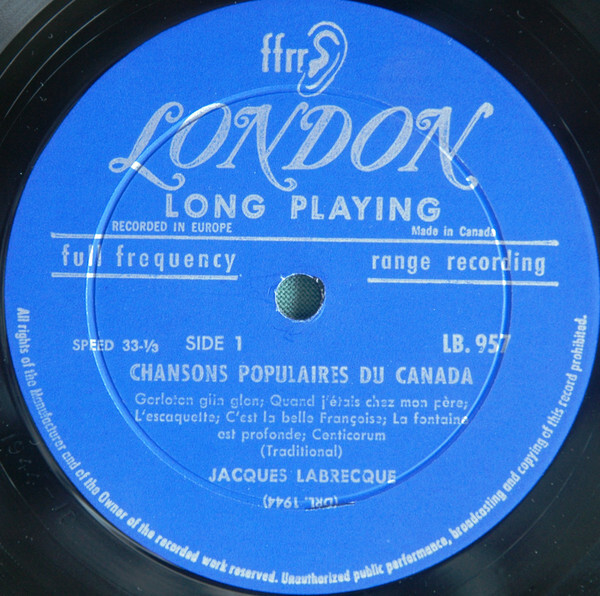 ffrr
LONDON
LONG PLAYING
RECORDED IN EUROPE
Made in Canada
full frequency
range recording
SPEED 33-⅓
SIDE 1
LB. 957
CHANSONS POPULAIRES DU CANADA
Gerloton glin glon; Quand j'étais chez mon père;
L'escaquette; C'est la belle Françoise; La fontaine
est profonde; Centicorum
(Traditional)
JACQUES LABRECQUE
(DRL. 1944)
All rights of the Manufacturer and of the Owner of the recorded work reserved. Unauthorized public performance, broadcasting and copying of this record prohibited.